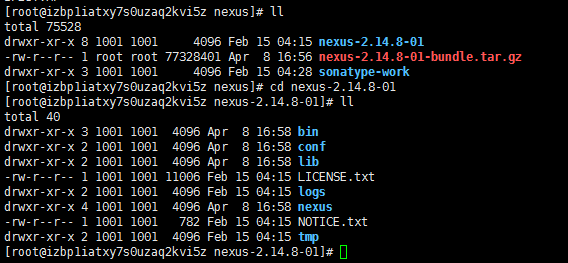 [root@izbp1iatxy7s0uzaq2kvi5z nexus]# ll
total 75528
drwxr-xr-x 8 1001 1001     4096 Feb 15 04:15 nexus-2.14.8-01
-rw-r--r-- 1 root root 77328401 Apr  8 16:56 nexus-2.14.8-01-bundle.tar.gz
drwxr-xr-x 3 1001 1001     4096 Feb 15 04:28 sonatype-work
[root@izbp1iatxy7s0uzaq2kvi5z nexus]# cd nexus-2.14.8-01
[root@izbp1iatxy7s0uzaq2kvi5z nexus-2.14.8-01]# ll
total 40
drwxr-xr-x 3 1001 1001  4096 Apr  8 16:58 bin
drwxr-xr-x 2 1001 1001  4096 Apr  8 16:58 conf
drwxr-xr-x 2 1001 1001  4096 Apr  8 16:58 lib
-rw-r--r-- 1 1001 1001 11006 Feb 15 04:15 LICENSE.txt
drwxr-xr-x 2 1001 1001  4096 Feb 15 04:15 logs
drwxr-xr-x 4 1001 1001  4096 Apr  8 16:58 nexus
-rw-r--r-- 1 1001 1001   782 Feb 15 04:15 NOTICE.txt
drwxr-xr-x 2 1001 1001  4096 Feb 15 04:15 tmp
[root@izbp1iatxy7s0uzaq2kvi5z nexus-2.14.8-01]#